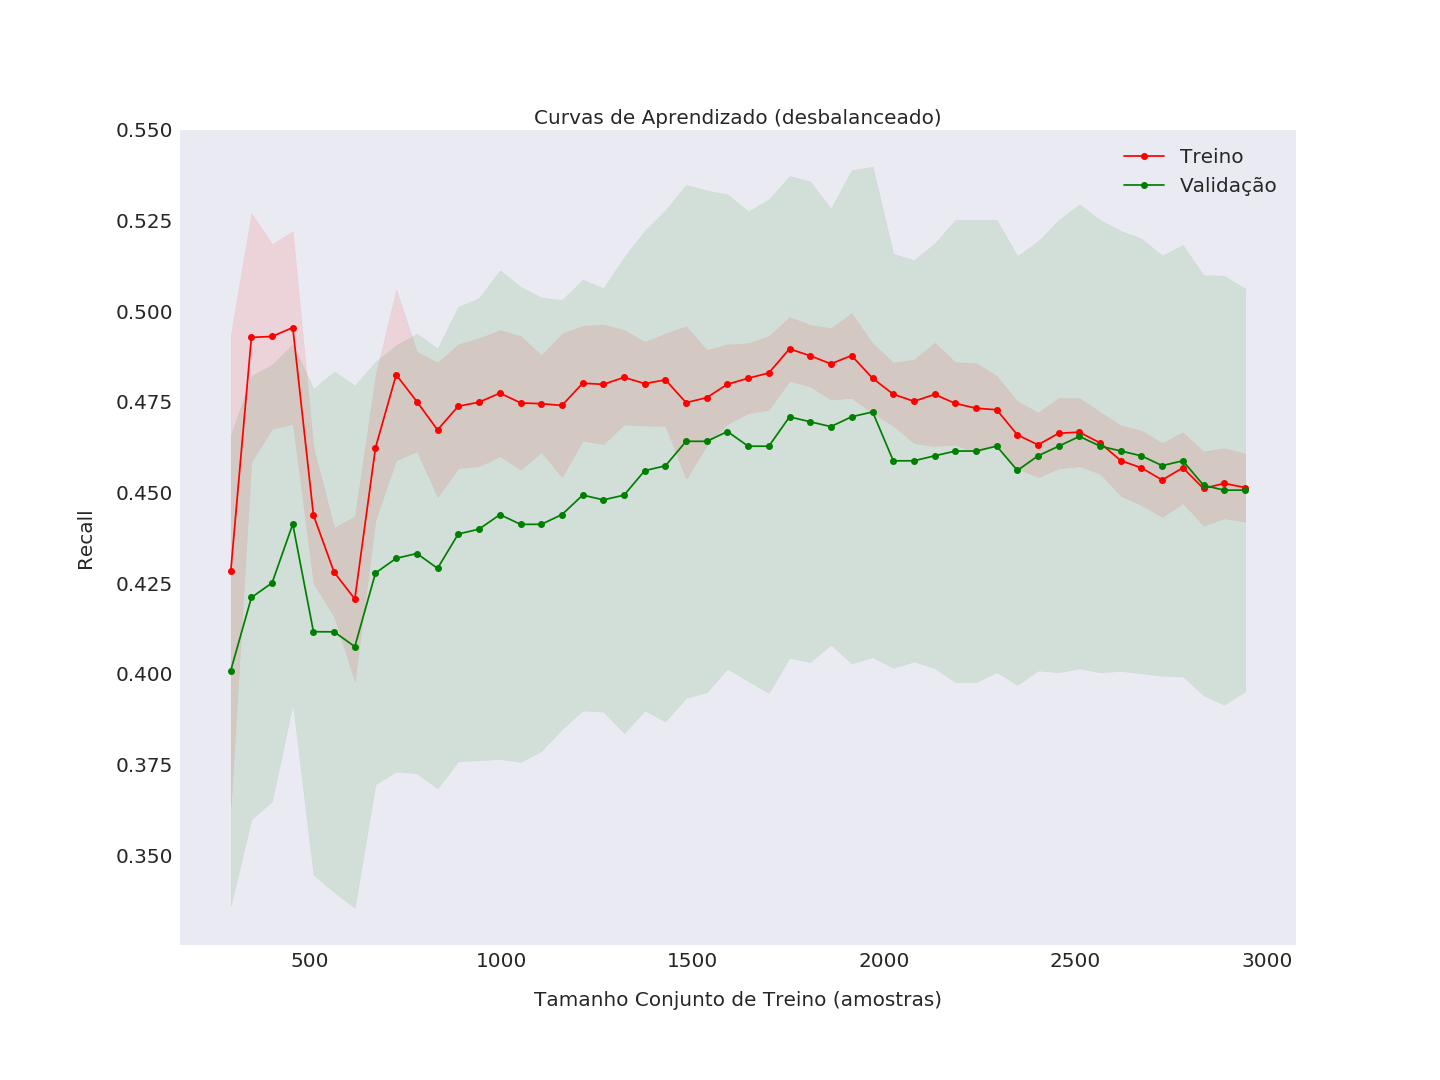 Curvas de Aprendizado (desbalanceado)
0.550
0.525
0.500
0.475
0.450
0.425
0.400
0.375
0.350
Recall
Treino
Validação
500 1000 1500 2000 2500 3000
Tamanho Conjunto de Treino (amostras)